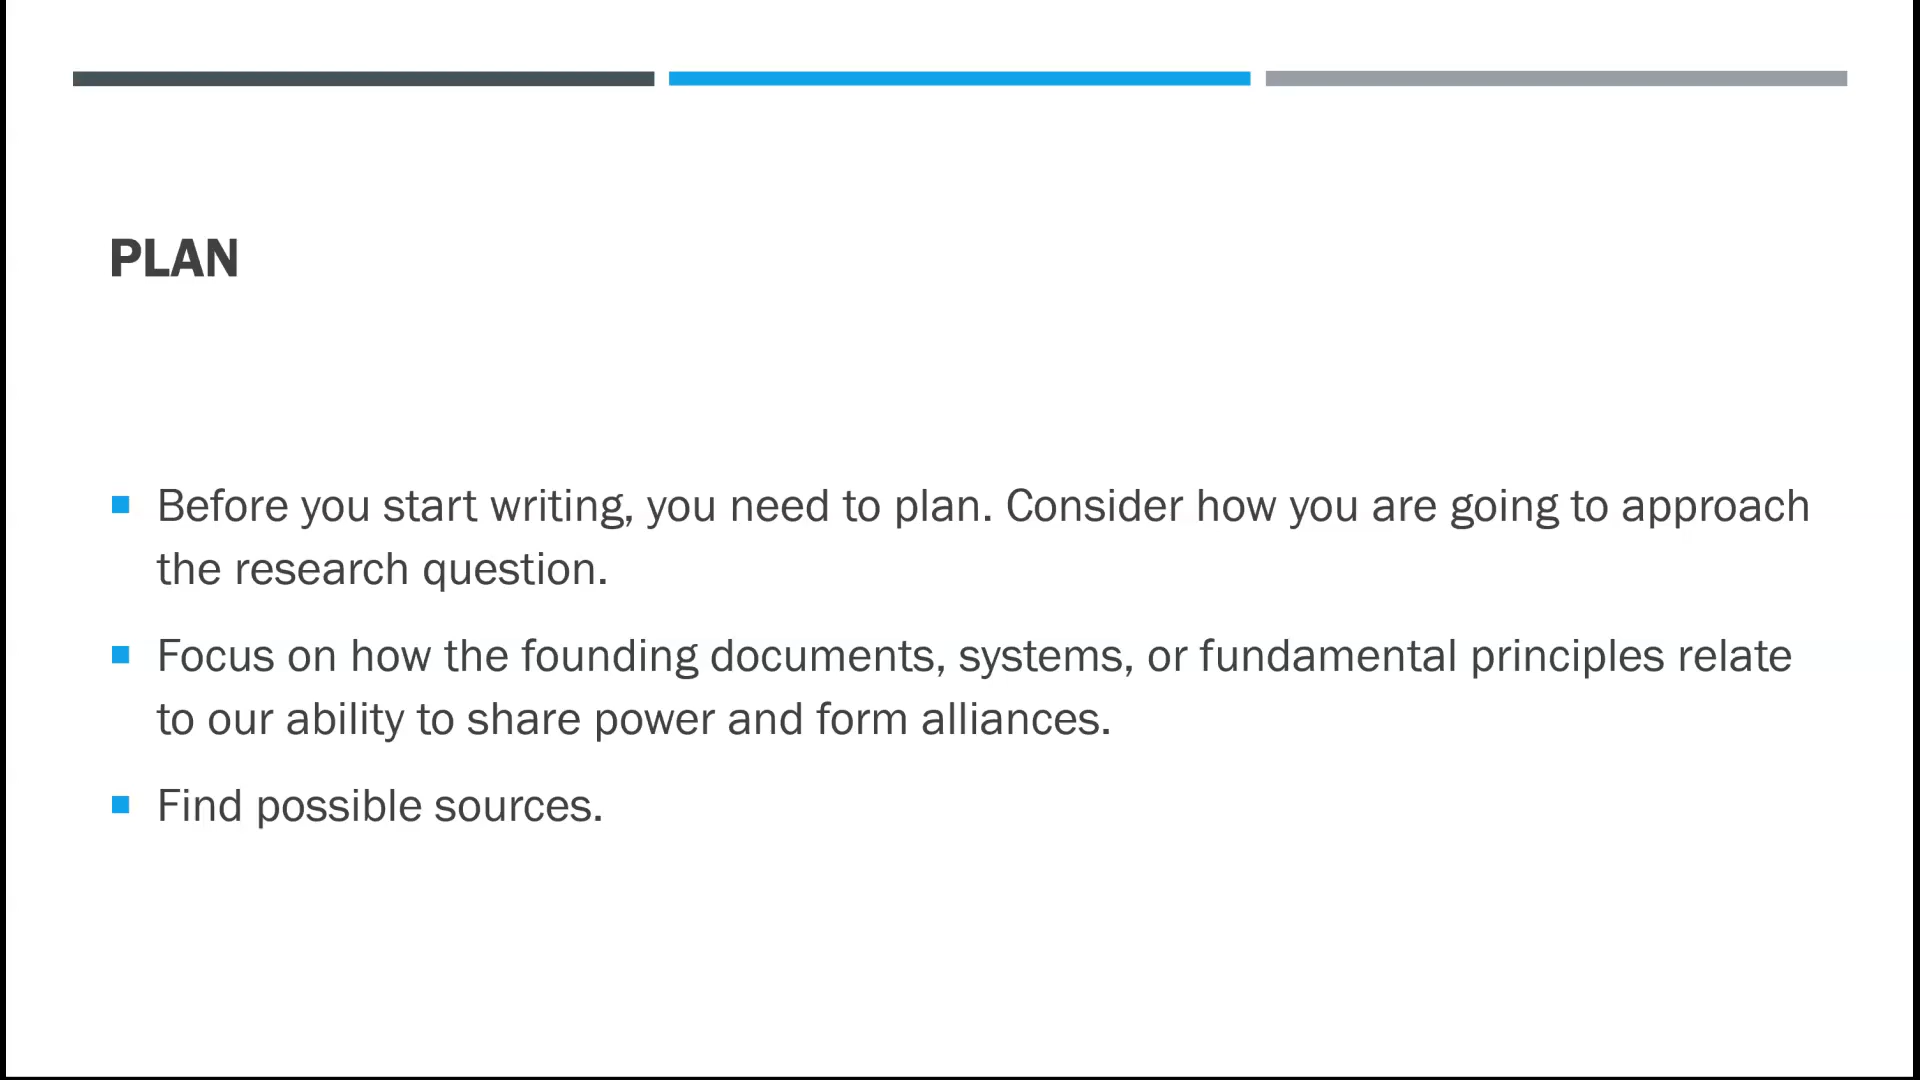 PLAN
Before you start writing, you need to plan. Consider how you are going to approach
the research question.
Focus on how the founding documents, systems, or fundamental principles relate
to our ability to share power and form alliances.
Find possible sources.